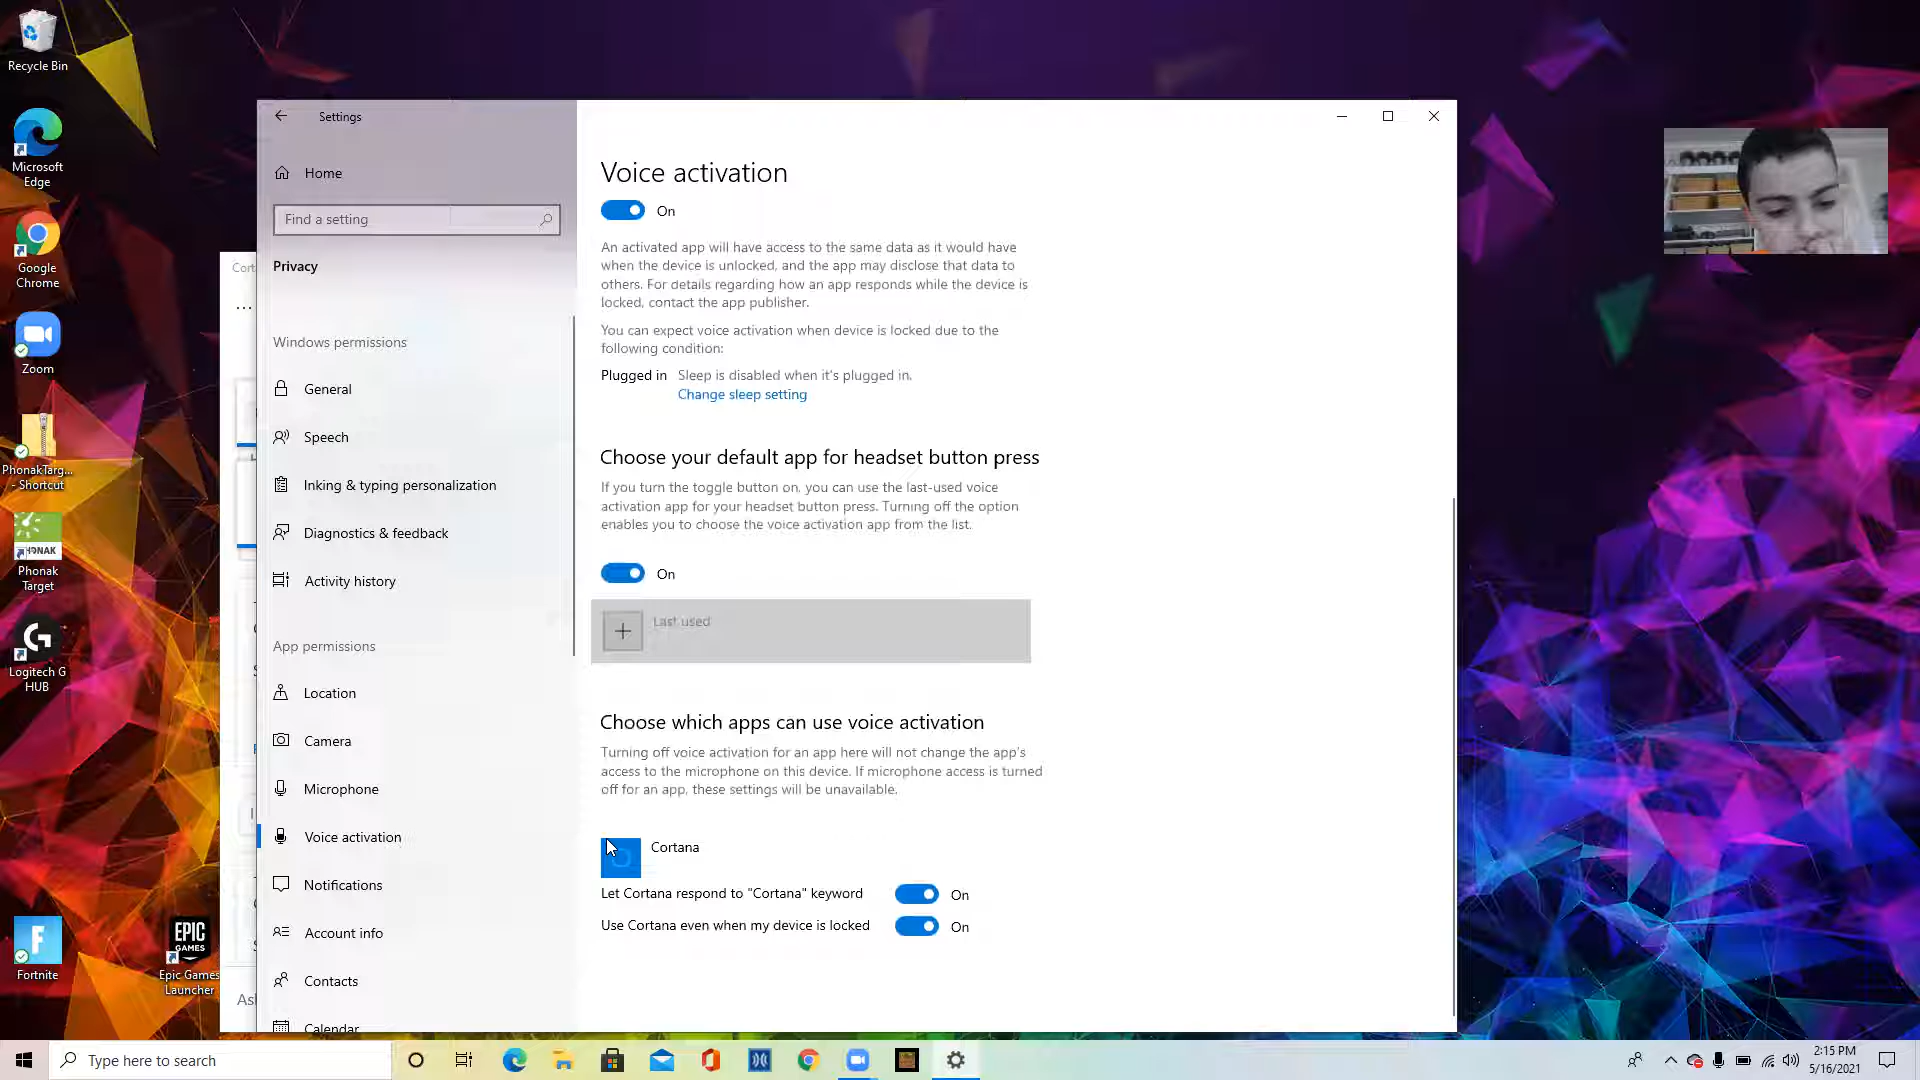 Recycle Bin
Microsoft
Edge
Google
Chrome
Zoom
PhonakTarg...
- Shortcut
PHONAK
Phonak
Target
Logitech G
HUB
Fortnite
EPIC
GAMES
Epic Games
Launcher
Cort
...
Settings
Home
Find a setting
Privacy
Windows permissions
General
Speech
Inking & typing personalization
Diagnostics & feedback
Activity history
App permissions
Location
Camera
Microphone
Voice activation
Notifications
Account info
Contacts
Calendar
Voice activation
On
An activated app will have access to the same data as it would have
when the device is unlocked, and the app may disclose that data to
others. For details regarding how an app responds while the device is
locked, contact the app publisher.
You can expect voice activation when device is locked due to the
following condition:
Plugged in Sleep is disabled when it's plugged in.
Change sleep setting
Choose your default app for headset button press
If you turn the toggle button on, you can use the last-used voice
activation app for your headset button press. Turning off the option
enables you to choose the voice activation app from the list.
On
Last used
Choose which apps can use voice activation
Turning off voice activation for an app here will not change the app's
access to the microphone on this device. If microphone access is turned
off for an app, these settings will be unavailable.
Cortana
Let Cortana respond to "Cortana" keyword On
Use Cortana even when my device is locked On
Type here to search
2:15 PM
5/16/2021